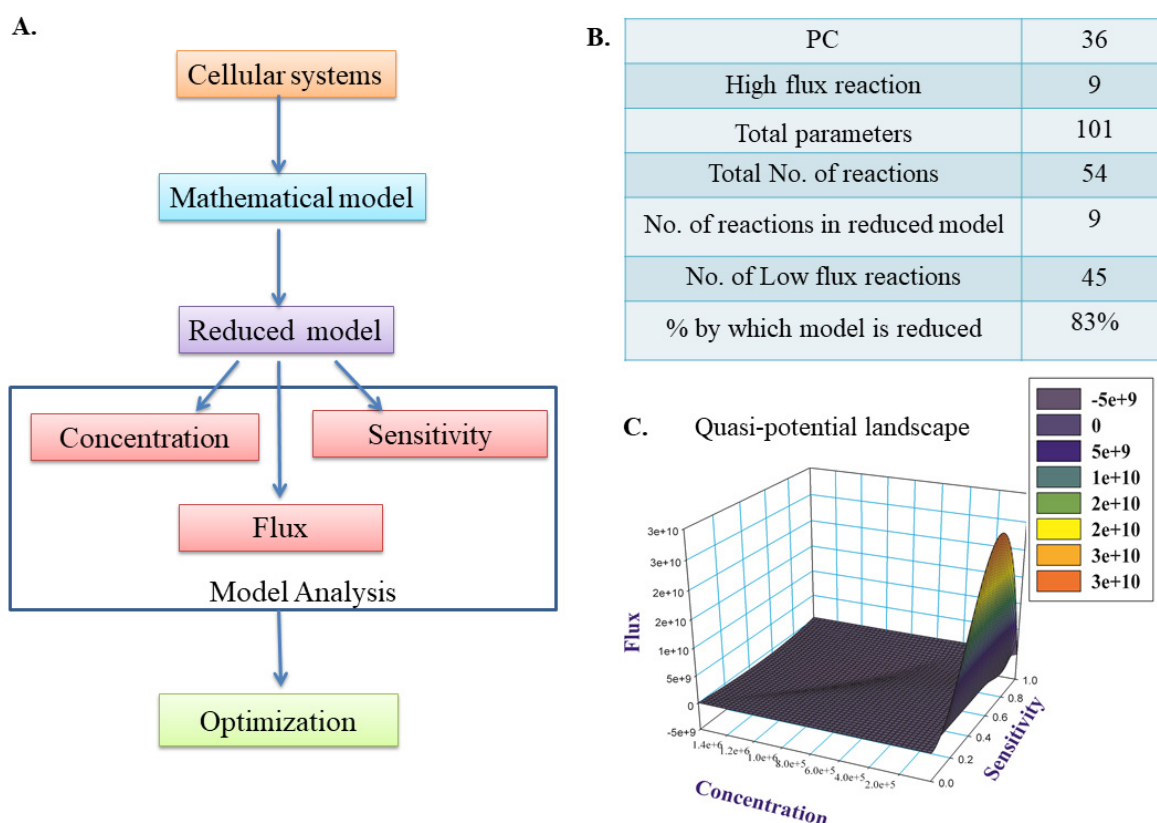 A.
Cellular systems
Mathematical model
Reduced model
Concentration
Sensitivity
Flux
Model Analysis
Optimization
B.
PC 36
High flux reaction 9
Total parameters 101
Total No. of reactions 54
No. of reactions in reduced model 9
No. of Low flux reactions 45
% by which model is reduced 83%
C. Quasi-potential landscape
-5e+9
0
5e+9
1e+10
2e+10
2e+10
3e+10
3e+10
Flux
3e+10
3e+10
2e+10
2e+10
1e+10
5e+9
0
-5e+9
1.4e+6
1.2e+6
1.0e+6
8.0e+5
6.0e+5
4.0e+5
2.0e+5
Concentration
0.0
0.2
0.4
0.6
0.8
1.0
Sensitivity